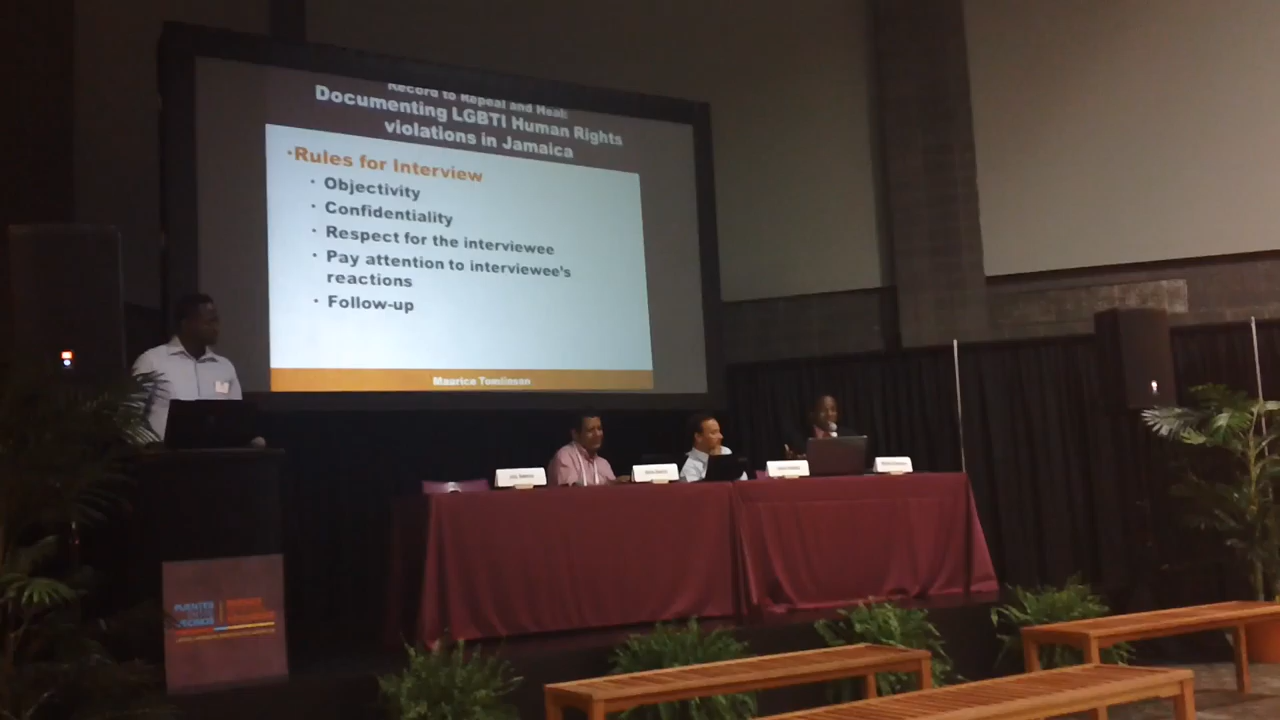 Record to Repeal and Heal:
Documenting LGBTI Human Rights
violations in Jamaica
•Rules for Interview
• Objectivity
• Confidentiality
• Respect for the interviewee
• Pay attention to interviewee's
reactions
• Follow-up
Maurice Tomlinson